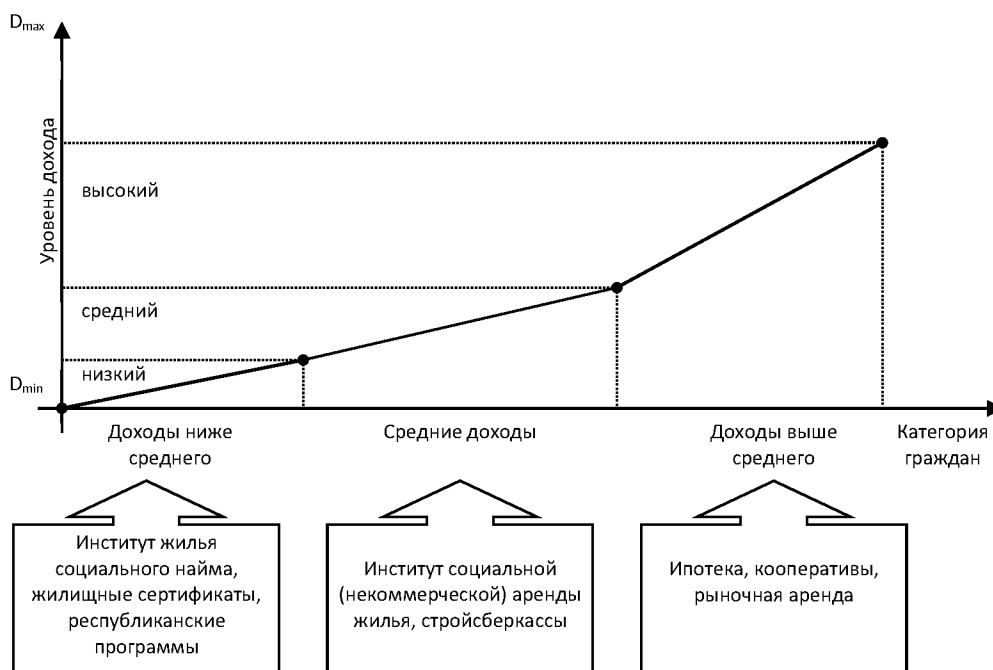 Dmax
Уровень дохода
высокий
средний
низкий
Dmin
Доходы ниже
среднего
Средние доходы
Доходы выше
среднего
Категория
граждан
Институт жилья
социального найма,
жилищные сертификаты,
республиканские
программы
Институт социальной
(некоммерческой) аренды
жилья, стройсберкассы
Ипотека, кооперативы,
рыночная аренда